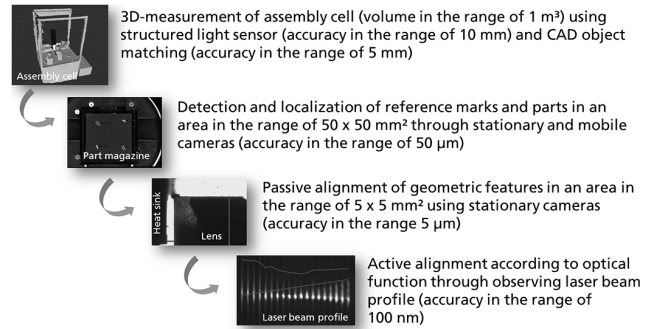 3D-measurement of assembly cell (volume in the range of 1 m³) using
structured light sensor (accuracy in the range of 10 mm) and CAD object
matching (accuracy in the range of 5 mm)
Assembly cell
Detection and localization of reference marks and parts in an
area in the range of 50 x 50 mm² through stationary and mobile
cameras (accuracy in the range of 50 µm)
Part magazine
Passive alignment of geometric features in an area in
the range of 5 x 5 mm² using stationary cameras
(accuracy in the range 5 µm)
Heat sink
Lens
Active alignment according to optical
function through observing laser beam
profile (accuracy in the range of
100 nm)
Laser beam profile